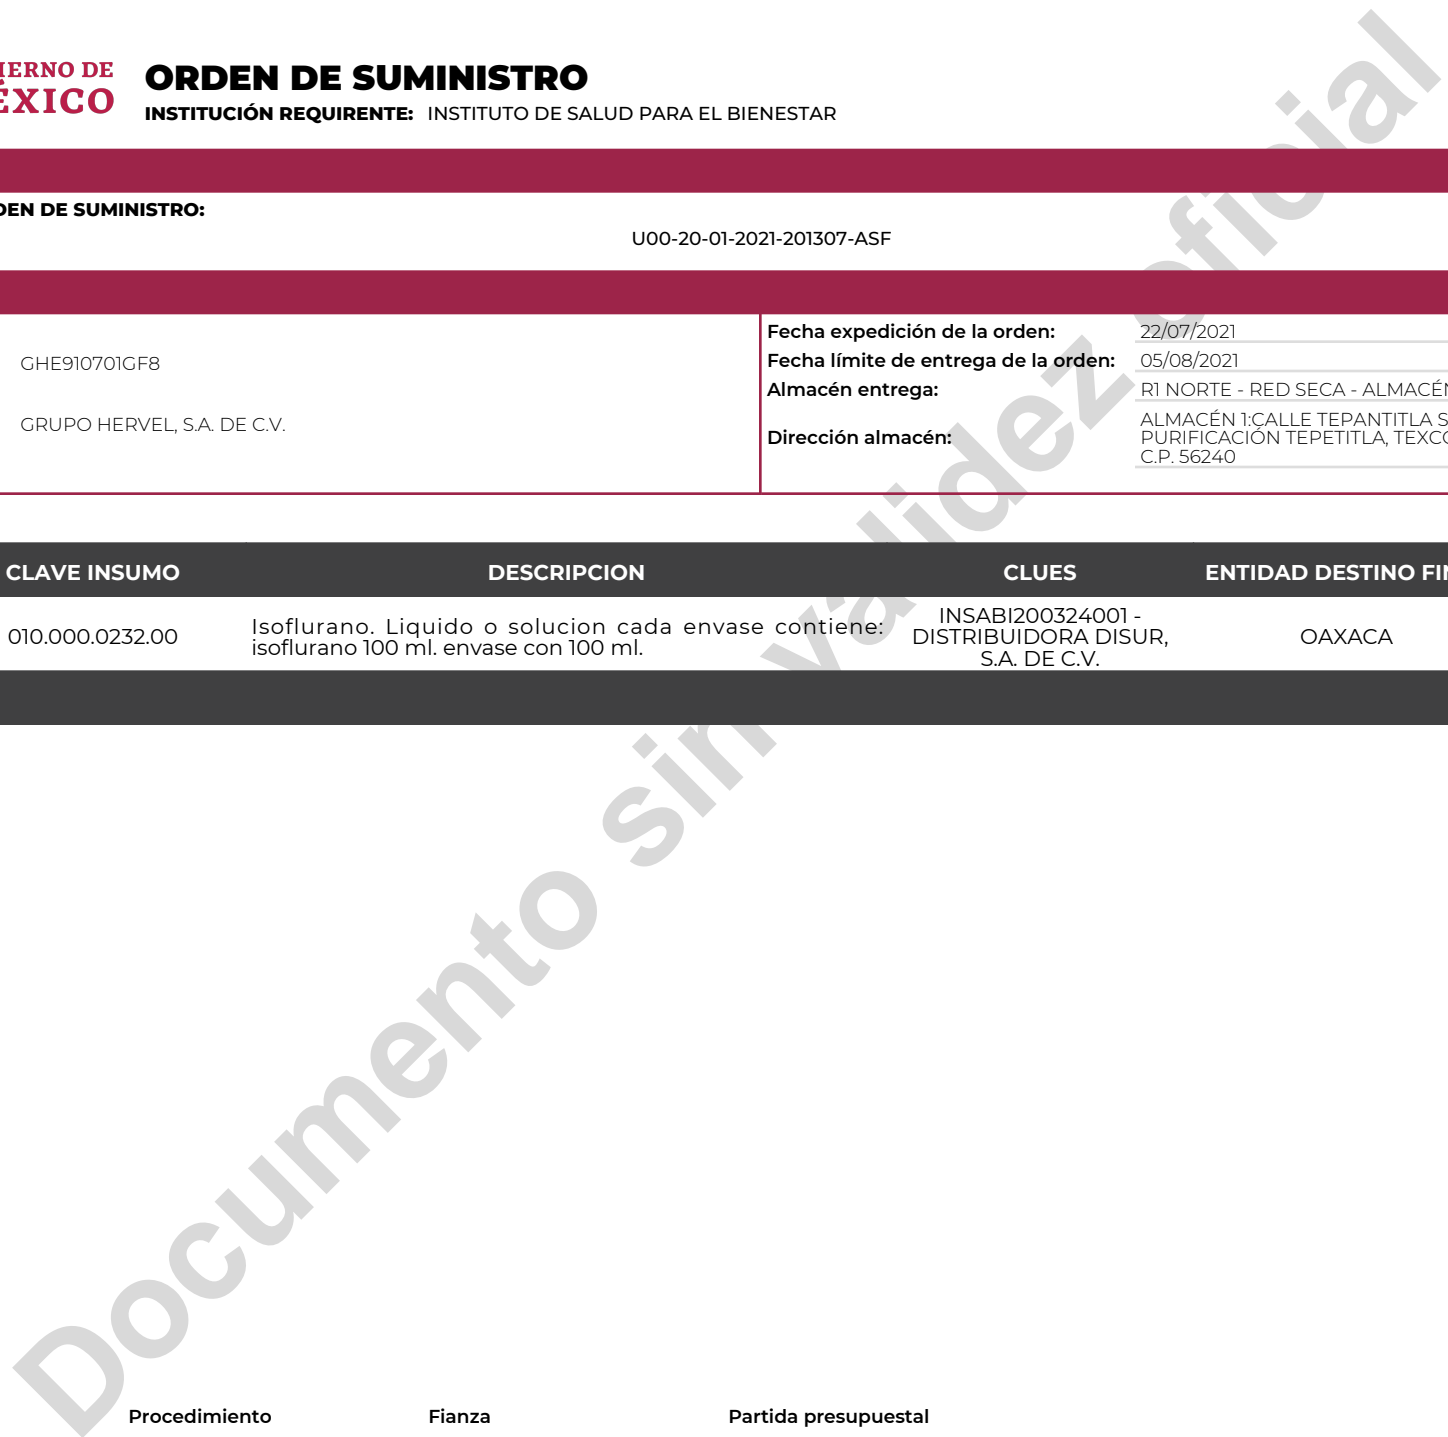 IERNO DE
ÉXICO
ORDEN DE SUMINISTRO
INSTITUCIÓN REQUIRENTE: INSTITUTO DE SALUD PARA EL BIENESTAR
DEN DE SUMINISTRO:
U00-20-01-2021-201307-ASF
GHE910701GF8
GRUPO HERVEL, S.A. DE C.V.
Fecha expedición de la orden: 22/07/2021
Fecha límite de entrega de la orden: 05/08/2021
Almacén entrega: R1 NORTE - RED SECA - ALMACÉN
Dirección almacén: ALMACÉN 1:CALLE TEPANTITLA S
PURIFICACIÓN TEPETITLA, TEXCO
C.P. 56240
CLAVE INSUMO DESCRIPCION CLUES ENTIDAD DESTINO FIN
010.000.0232.00
Isoflurano. Liquido o solucion cada envase contiene:
isoflurano 100 ml. envase con 100 ml.
INSABI200324001 -
DISTRIBUIDORA DISUR,
S.A. DE C.V.
OAXACA
Documento sin validez oficial
Procedimiento Fianza Partida presupuestal